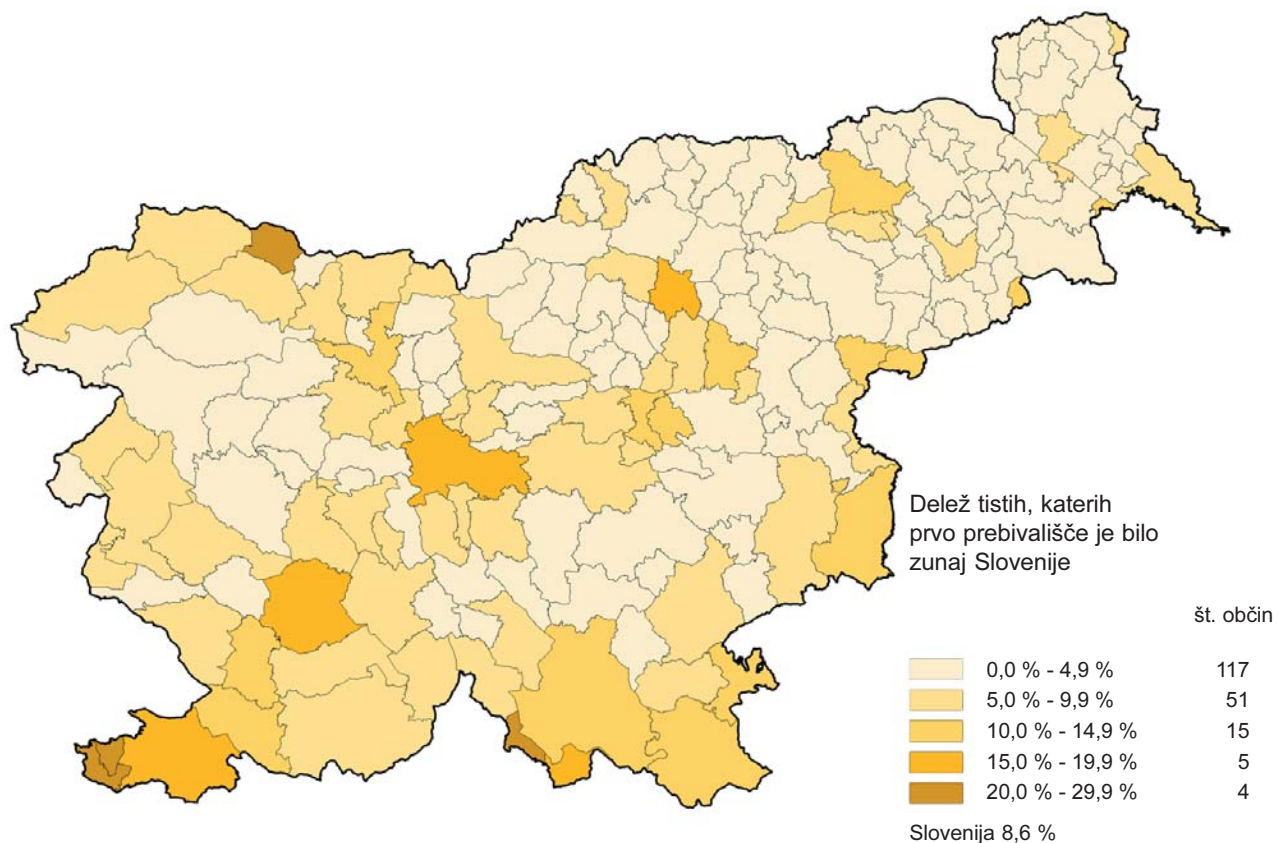 Delež tistih, katerih
prvo prebivališče je bilo
zunaj Slovenije
št. občin
0,0 % - 4,9 % 117
5,0 % - 9,9 % 51
10,0 % - 14,9 % 15
15,0 % - 19,9 % 5
20,0 % - 29,9 % 4
Slovenija 8,6 %